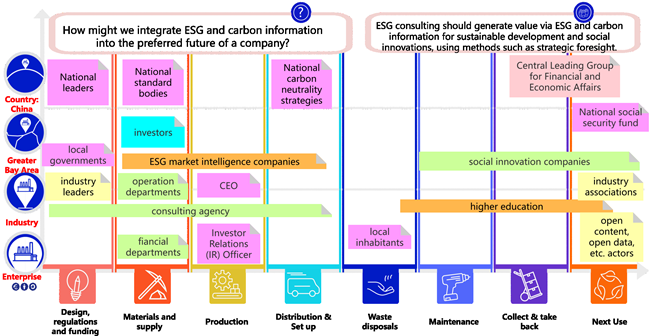 How might we integrate ESG and carbon information
into the preferred future of a company?
?
ESG consulting should generate value via ESG and carbon
information for sustainable development and social
innovations, using methods such as strategic foresight.
Country:
China
National
leaders
National
standard
bodies
National
carbon
neutrality
strategies
Central Leading Group
for Financial and
Economic Affairs
National social
security fund
Greater
Bay Area
investors
local
governments
ESG market intelligence companies
social innovation companies
Industry
industry
leaders
operation
departments
CEO
industry
associations
consulting agency
higher education
Enterprise
fiancial
departments
Investor
Relations
(IR) Officer
local
inhabitants
open
content,
open data,
etc. actors
Design,
regulations
and funding
Materials and
supply
Production
Distribution &
Set up
Waste
disposals
Maintenance
Collect & take
back
Next Use